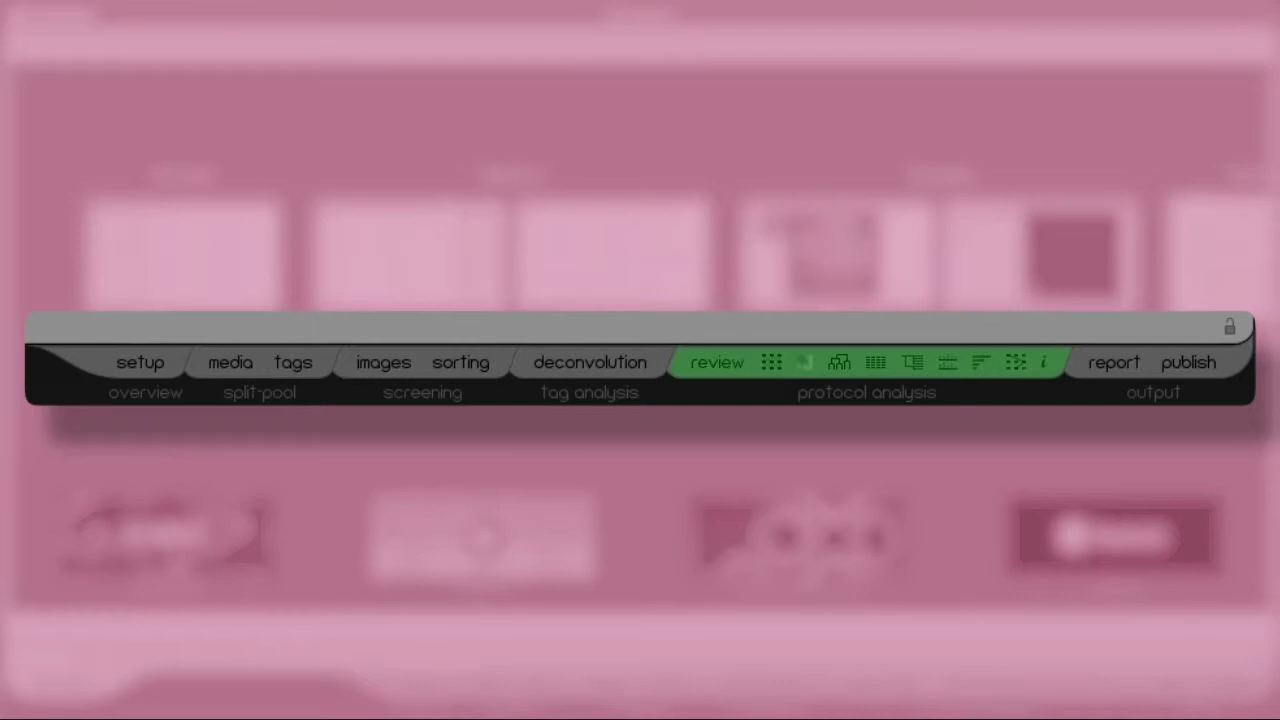 setup media tags images sorting deconvolution review i report publish
overview split-pool screening tag analysis protocol analysis output